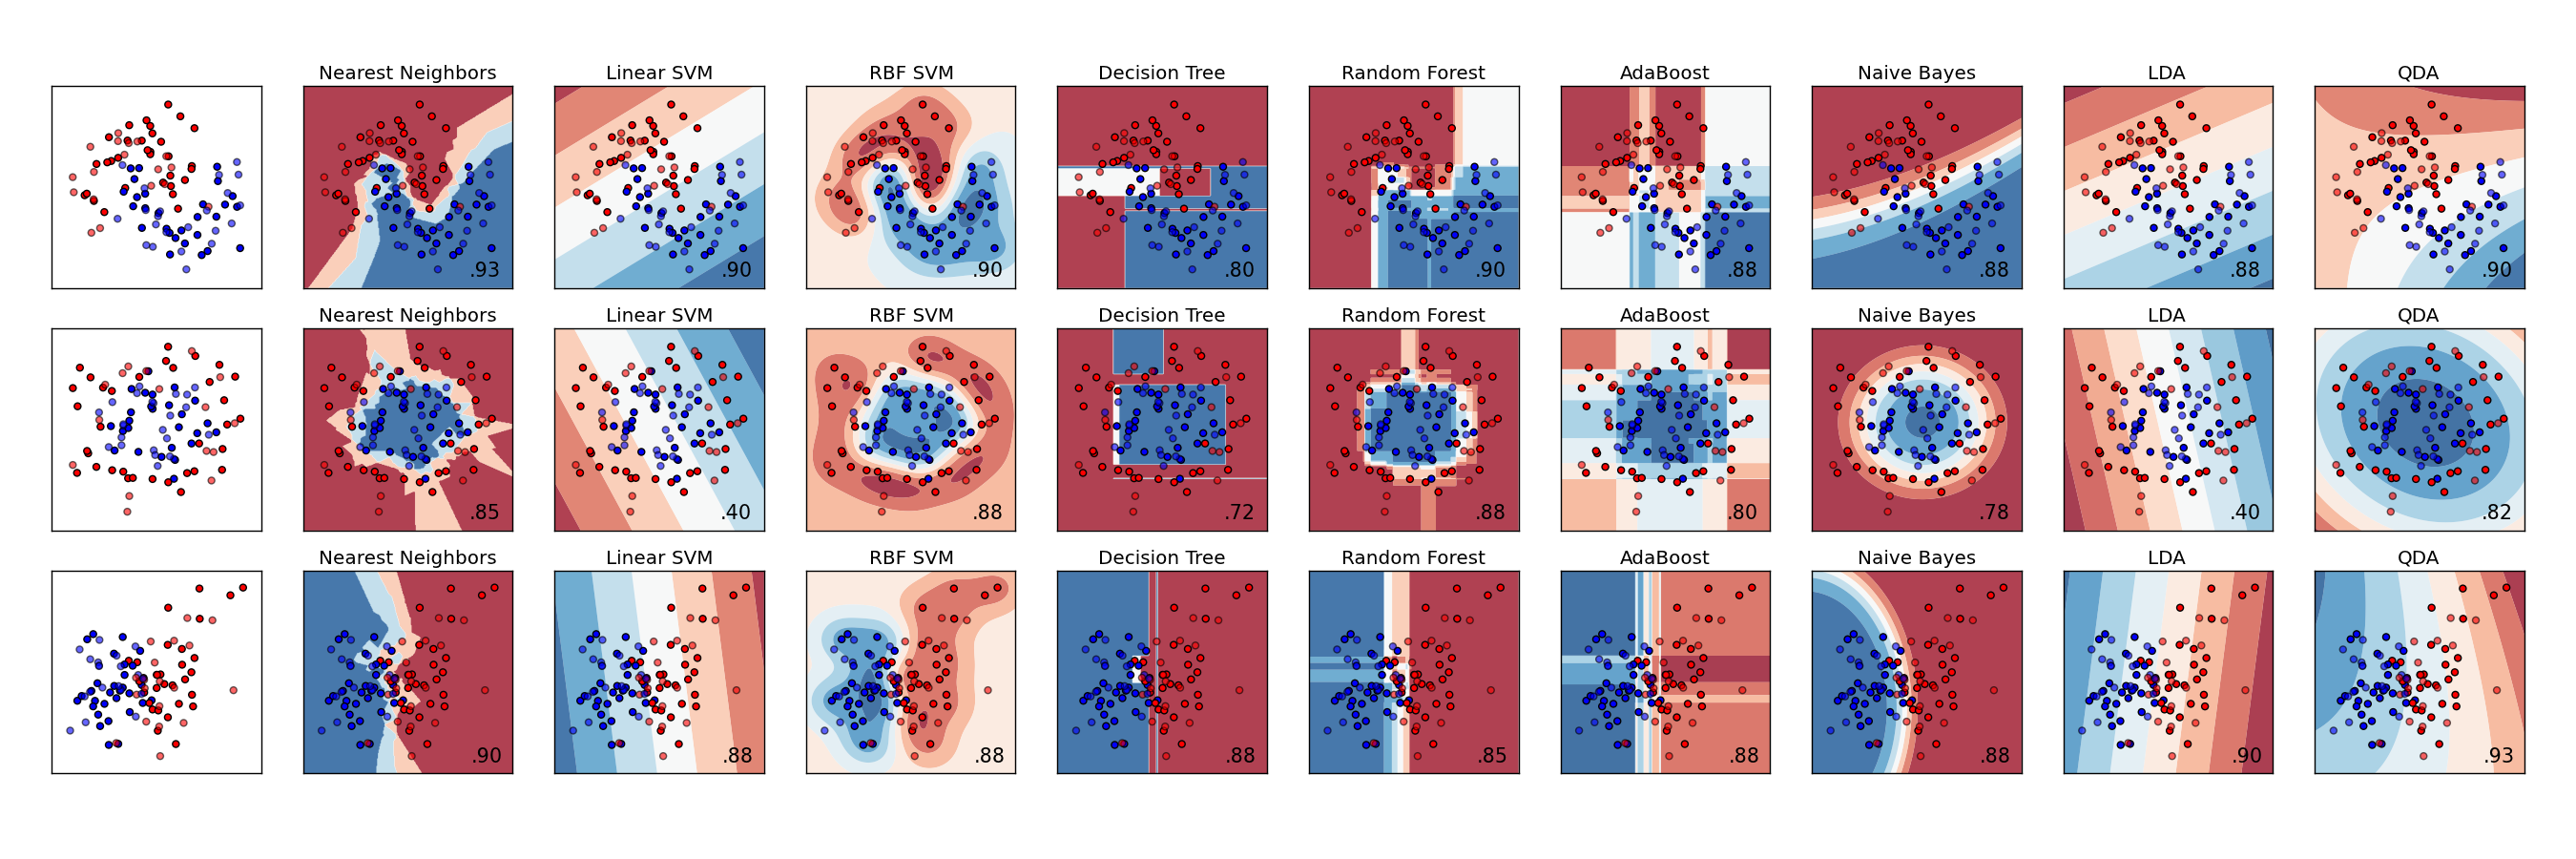 Nearest Neighbors Linear SVM RBF SVM Decision Tree Random Forest AdaBoost Naive Bayes LDA QDA
.93 .90 .90 .80 .90 .88 .88 .88 .90
Nearest Neighbors Linear SVM RBF SVM Decision Tree Random Forest AdaBoost Naive Bayes LDA QDA
.85 .40 .88 .72 .88 .80 .78 .40 .82
Nearest Neighbors Linear SVM RBF SVM Decision Tree Random Forest AdaBoost Naive Bayes LDA QDA
.90 .88 .88 .88 .85 .88 .88 .90 .93